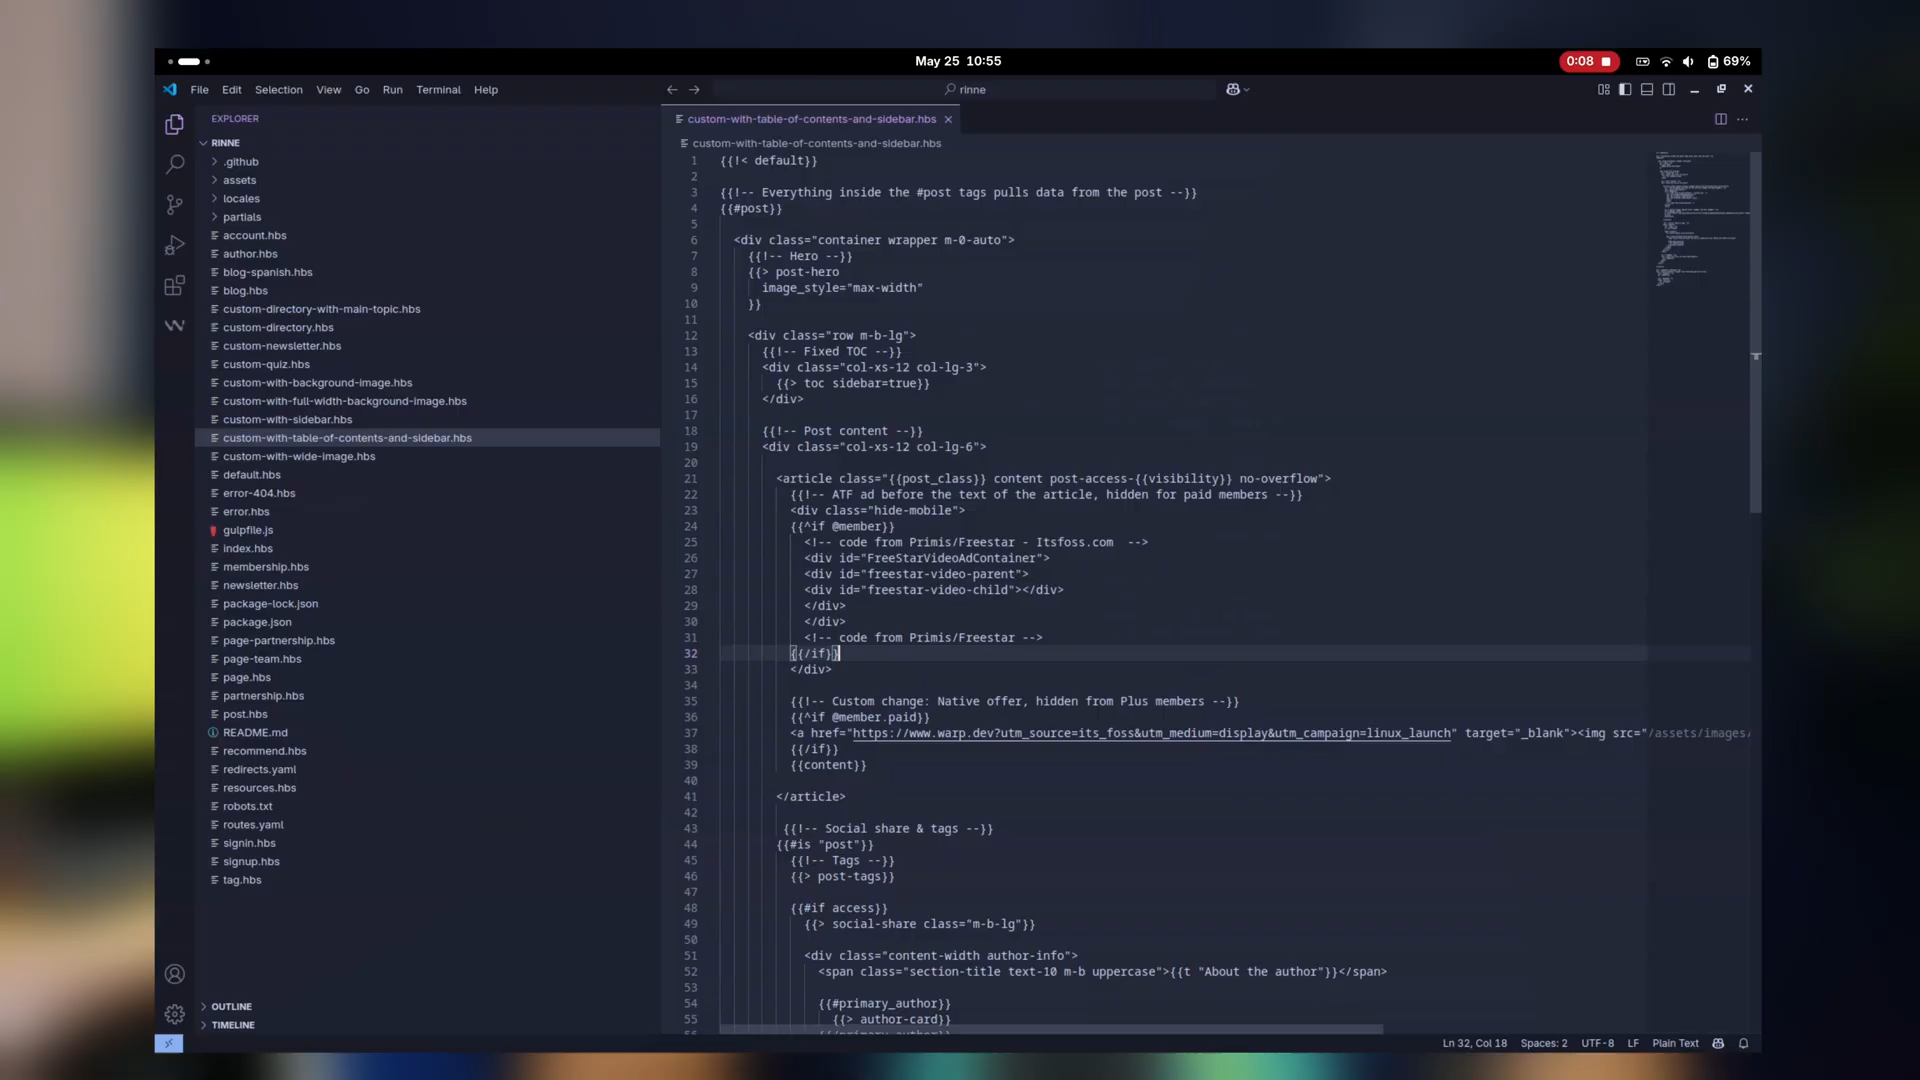 May 25 10:55
0:08
69%
File Edit Selection View Go Run Terminal Help
rinne
EXPLORER
RINNE
.github
assets
locales
partials
account.hbs
author.hbs
blog-spanish.hbs
blog.hbs
custom-directory-with-main-topic.hbs
custom-directory.hbs
custom-newsletter.hbs
custom-quiz.hbs
custom-with-background-image.hbs
custom-with-full-width-background-image.hbs
custom-with-sidebar.hbs
custom-with-table-of-contents-and-sidebar.hbs
custom-with-wide-image.hbs
default.hbs
error-404.hbs
error.hbs
gulpfile.js
index.hbs
membership.hbs
newsletter.hbs
package-lock.json
package.json
page-partnership.hbs
page-team.hbs
page.hbs
partnership.hbs
post.hbs
README.md
recommend.hbs
redirects.yaml
resources.hbs
robots.txt
routes.yaml
signin.hbs
signup.hbs
tag.hbs
OUTLINE
TIMELINE
custom-with-table-of-contents-and-sidebar.hbs
custom-with-table-of-contents-and-sidebar.hbs
1 {{!< default}}
2
3 {{!-- Everything inside the #post tags pulls data from the post --}}
4 {{#post}}
5
6 <div class="container wrapper m-0-auto">
7 {{!-- Hero --}}
8 {{> post-hero
9 image_style="max-width"
10 }}
11
12 <div class="row m-b-lg">
13 {{!-- Fixed TOC --}}
14 <div class="col-xs-12 col-lg-3">
15 {{> toc sidebar=true}}
16 </div>
17
18 {{!-- Post content --}}
19 <div class="col-xs-12 col-lg-6">
20
21 <article class="{{post_class}} content post-access-{{visibility}} no-overflow">
22 {{!-- ATF ad before the text of the article, hidden for paid members --}}
23 <div class="hide-mobile">
24 {{^if @member}}
25 <!-- code from Primis/Freestar - Itsfoss.com  -->
26 <div id="FreeStarVideoAdContainer">
27 <div id="freestar-video-parent">
28 <div id="freestar-video-child"></div>
29 </div>
30 </div>
31 <!-- code from Primis/Freestar -->
32 {{/if}}
33 </div>
34
35 {{!-- Custom change: Native offer, hidden from Plus members --}}
36 {{^if @member.paid}}
37 <a href="https://www.warp.dev?utm_source=its_foss&utm_medium=display&utm_campaign=linux_launch" target="_blank"><img src="/assets/images/
38 {{/if}}
39 {{content}}
40
41 </article>
42
43 {{!-- Social share & tags --}}
44 {{#is "post"}}
45 {{!-- Tags --}}
46 {{> post-tags}}
47
48 {{#if access}}
49 {{> social-share class="m-b-lg"}}
50
51 <div class="content-width author-info">
52 <span class="section-title text-10 m-b uppercase">{{t "About the author"}}</span>
53
54 {{#primary_author}}
55 {{> author-card}}
Ln 32, Col 18 Spaces: 2 UTF-8 LF Plain Text